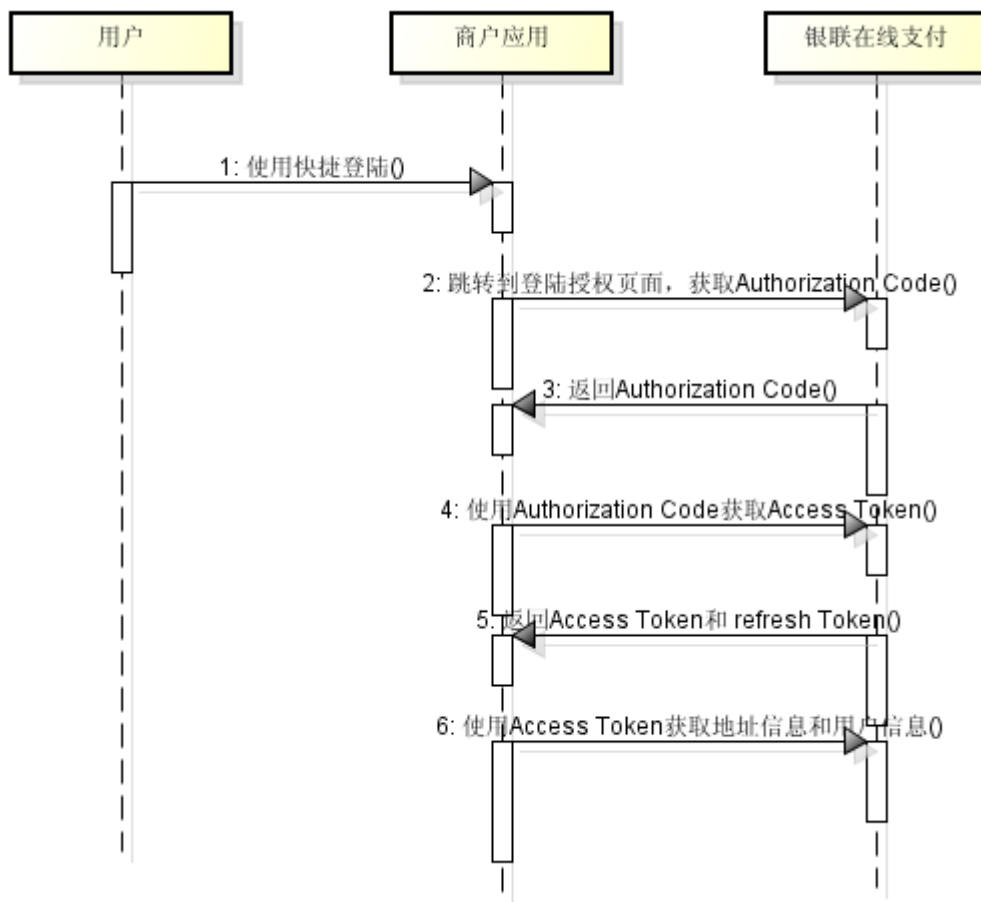 用户
商户应用
银联在线支付
1: 使用快捷登陆()
2: 跳转到登陆授权页面，获取Authorization Code()
3: 返回Authorization Code()
4: 使用Authorization Code获取Access Token()
5: 返回Access Token和 refresh Token()
6: 使用Access Token获取地址信息和用户信息()